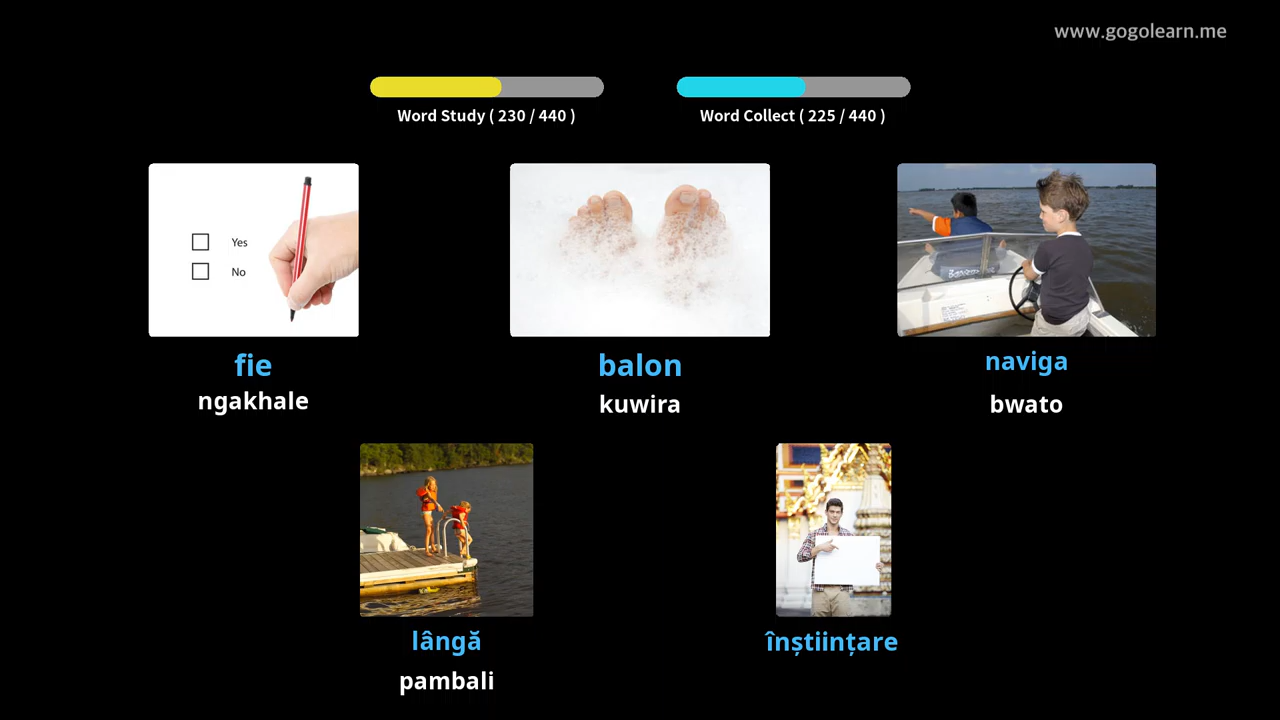 www.gogolearn.me
Word Study ( 230 / 440 )
Word Collect ( 225 / 440 )
Yes
No
fie
ngakhale
balon
kuwira
naviga
bwato
lângă
pambali
înștiințare